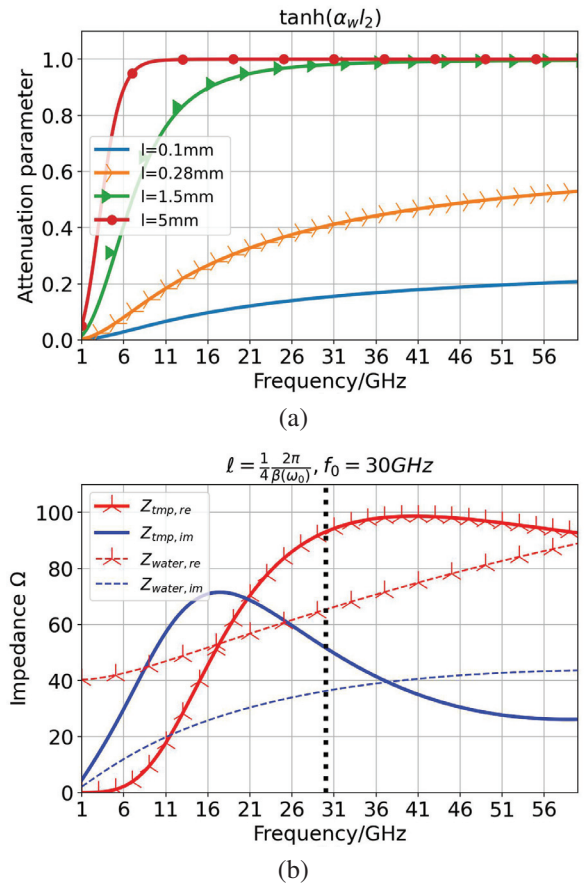 tanh(α_w l_2)
1.0
0.8
0.6
0.4
0.2
0.0
Attenuation parameter
l=0.1mm
l=0.28mm
l=1.5mm
l=5mm
1 6 11 16 21 26 31 36 41 46 51 56
Frequency/GHz
(a)
ℓ = 1/4 2π/β(ω_0), f_0 = 30GHz
100
80
60
40
20
0
Impedance Ω
Z_tmp,re
Z_tmp,im
Z_water,re
Z_water,im
1 6 11 16 21 26 31 36 41 46 51 56
Frequency/GHz
(b)